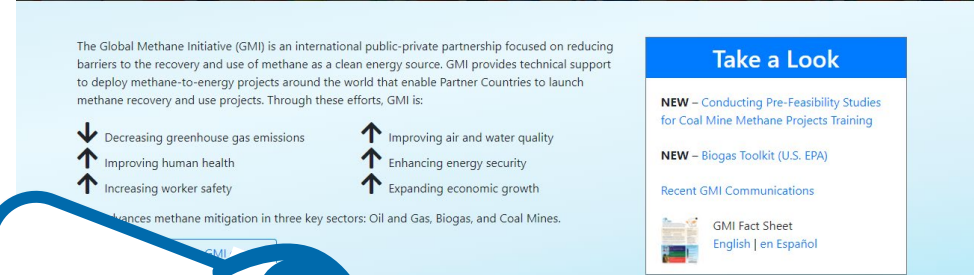 The Global Methane Initiative (GMI) is an international public-private partnership focused on reducing
barriers to the recovery and use of methane as a clean energy source. GMI provides technical support
to deploy methane-to-energy projects around the world that enable Partner Countries to launch
methane recovery and use projects. Through these efforts, GMI is:
Decreasing greenhouse gas emissions
Improving human health
Increasing worker safety
Improving air and water quality
Enhancing energy security
Expanding economic growth
methane mitigation in three key sectors: Oil and Gas, Biogas, and Coal Mines.
GMI
Take a Look
NEW – Conducting Pre-Feasibility Studies
for Coal Mine Methane Projects Training
NEW – Biogas Toolkit (U.S. EPA)
Recent GMI Communications
GMI Fact Sheet
English | en Español